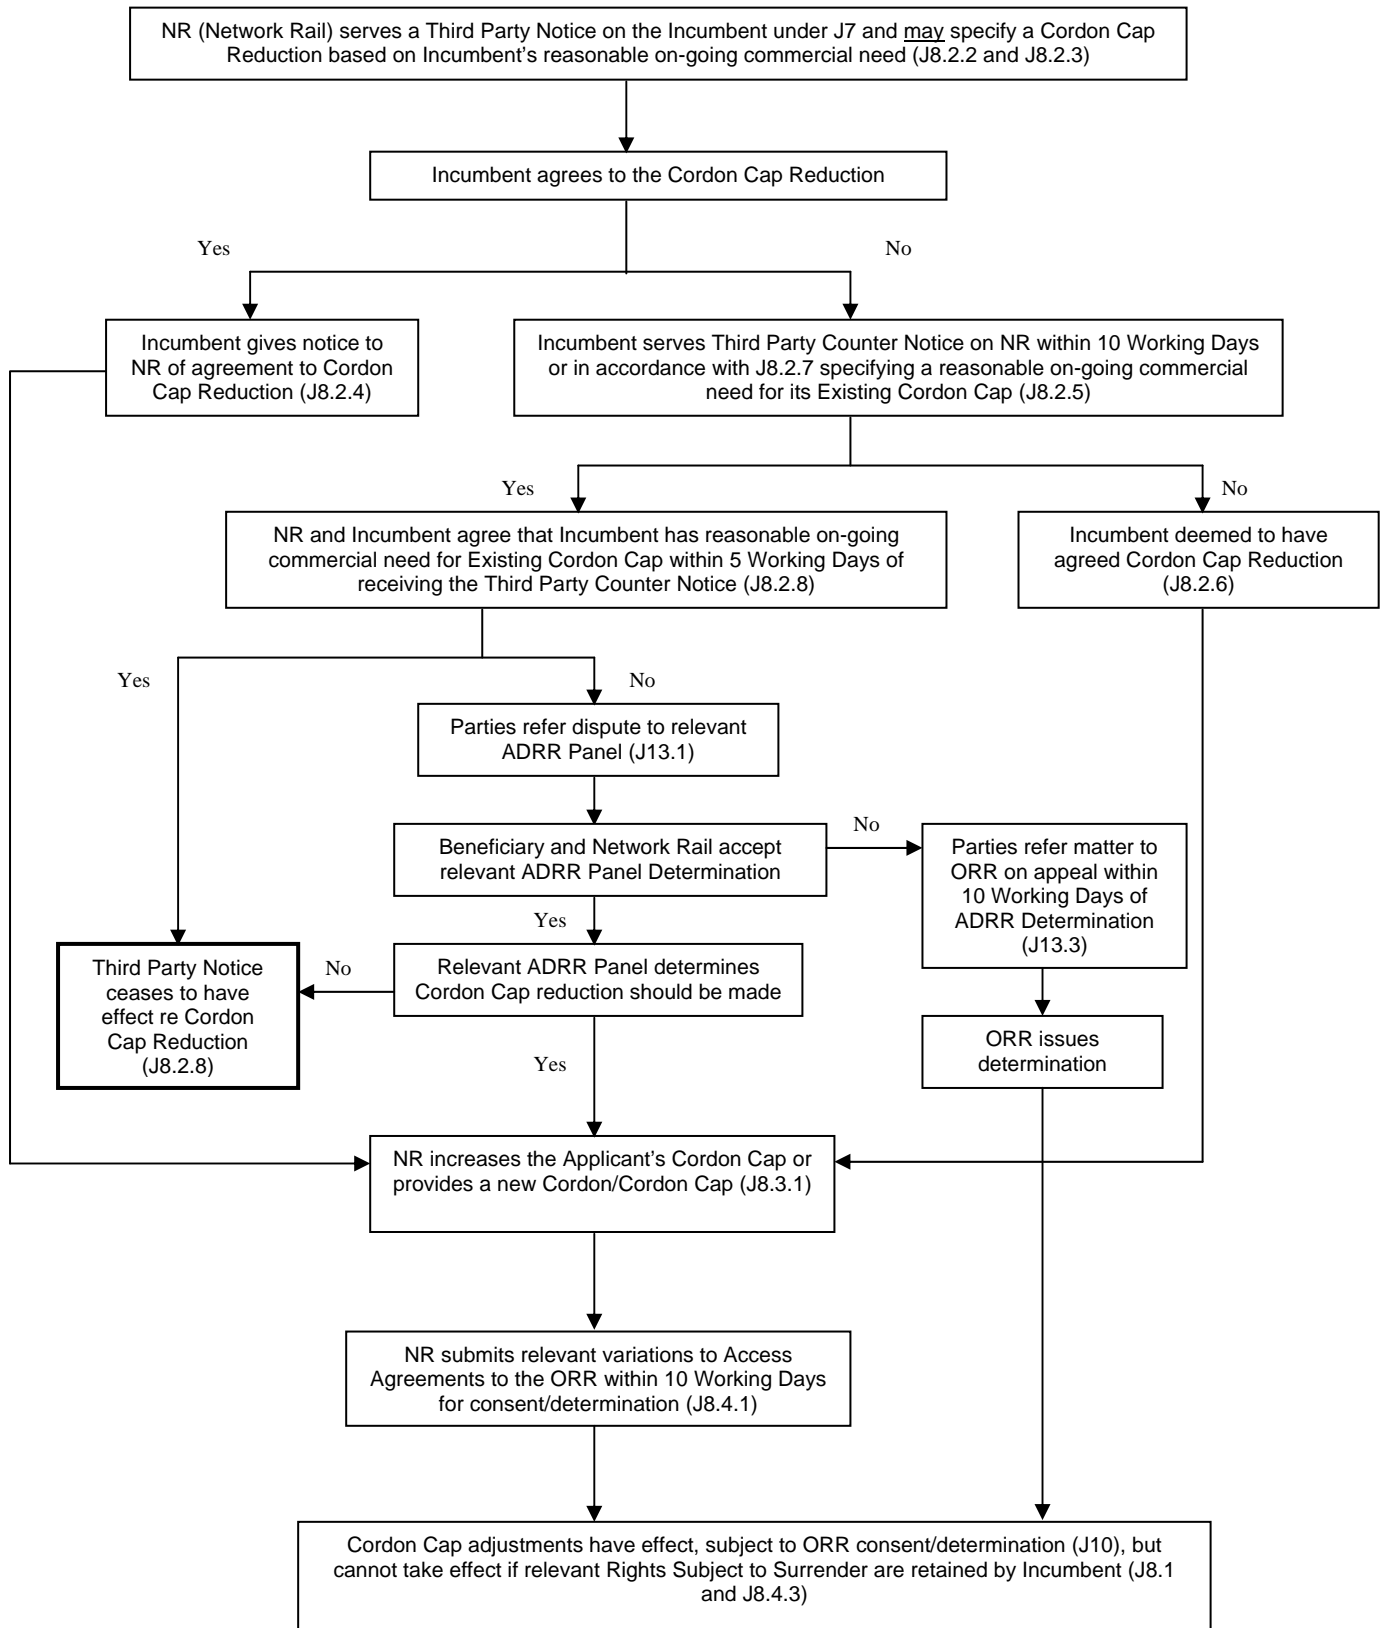 NR (Network Rail) serves a Third Party Notice on the Incumbent under J7 and may specify a Cordon Cap
Reduction based on Incumbent's reasonable on-going commercial need (J8.2.2 and J8.2.3)
Incumbent agrees to the Cordon Cap Reduction
Yes
No
Incumbent gives notice to
NR of agreement to Cordon
Cap Reduction (J8.2.4)
Incumbent serves Third Party Counter Notice on NR within 10 Working Days
or in accordance with J8.2.7 specifying a reasonable on-going commercial
need for its Existing Cordon Cap (J8.2.5)
Yes
No
NR and Incumbent agree that Incumbent has reasonable on-going
commercial need for Existing Cordon Cap within 5 Working Days of
receiving the Third Party Counter Notice (J8.2.8)
Incumbent deemed to have
agreed Cordon Cap Reduction
(J8.2.6)
Yes
No
Parties refer dispute to relevant
ADRR Panel (J13.1)
Beneficiary and Network Rail accept
relevant ADRR Panel Determination
No
Parties refer matter to
ORR on appeal within
10 Working Days of
ADRR Determination
(J13.3)
Yes
Third Party Notice
ceases to have
effect re Cordon
Cap Reduction
(J8.2.8)
No
Relevant ADRR Panel determines
Cordon Cap reduction should be made
ORR issues
determination
Yes
NR increases the Applicant's Cordon Cap or
provides a new Cordon/Cordon Cap (J8.3.1)
NR submits relevant variations to Access
Agreements to the ORR within 10 Working Days
for consent/determination (J8.4.1)
Cordon Cap adjustments have effect, subject to ORR consent/determination (J10), but
cannot take effect if relevant Rights Subject to Surrender are retained by Incumbent (J8.1
and J8.4.3)